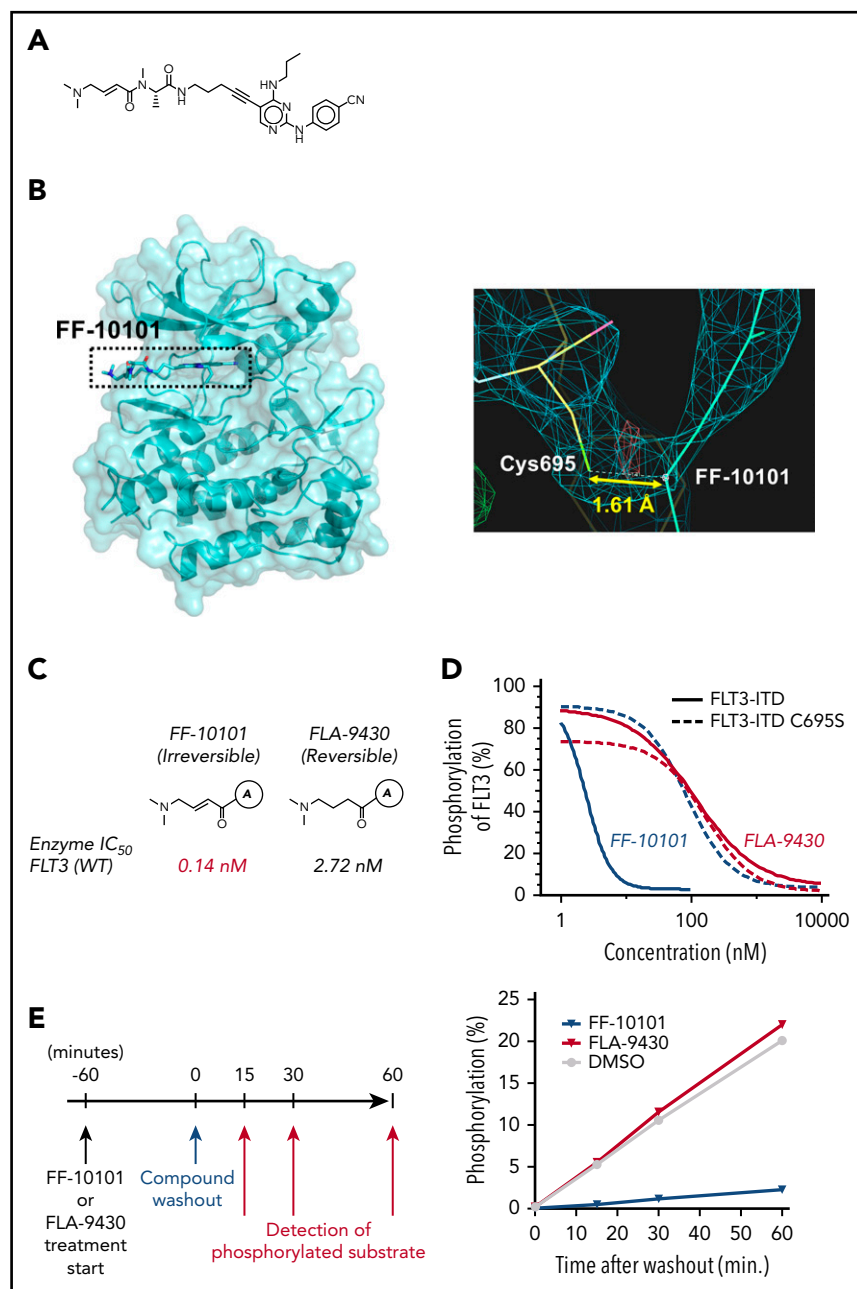 A
N
N
O
O
N
H
HN
N
N
N
H
CN
B
FF-10101
Cys695
FF-10101
1.61 Å
C
FF-10101
(Irreversible)
FLA-9430
(Reversible)
N
O
A
N
O
A
Enzyme IC50
FLT3 (WT)
0.14 nM
2.72 nM
D
Phosphorylation
of FLT3 (%)
100
80
60
40
20
0
FLT3-ITD
FLT3-ITD C695S
FF-10101
FLA-9430
1
100
10000
Concentration (nM)
E
(minutes)
-60
0
15
30
60
FF-10101
or
FLA-9430
treatment
start
Compound
washout
Detection of
phosphorylated substrate
Phosphorylation (%)
25
20
15
10
5
0
FF-10101
FLA-9430
DMSO
0
10
20
30
40
50
60
Time after washout (min.)